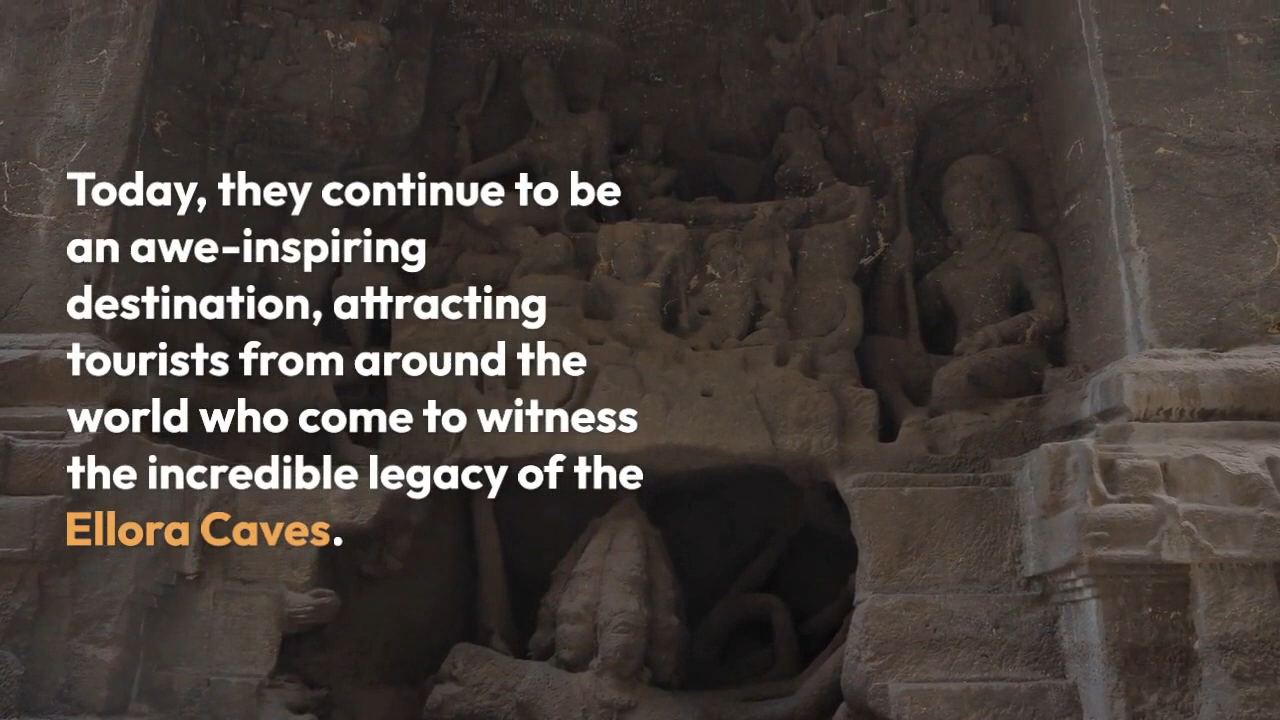 Today, they continue to be
an awe-inspiring
destination, attracting
tourists from around the
world who come to witness
the incredible legacy of the
Ellora Caves.